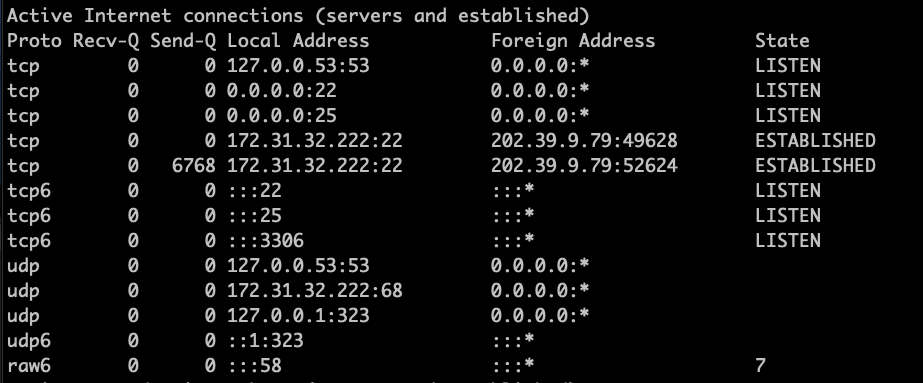 Active Internet connections (servers and established)
Proto Recv-Q Send-Q Local Address           Foreign Address         State
tcp        0      0 127.0.0.53:53           0.0.0.0:*               LISTEN
tcp        0      0 0.0.0.0:22              0.0.0.0:*               LISTEN
tcp        0      0 0.0.0.0:25              0.0.0.0:*               LISTEN
tcp        0      0 172.31.32.222:22        202.39.9.79:49628       ESTABLISHED
tcp        0   6768 172.31.32.222:22        202.39.9.79:52624       ESTABLISHED
tcp6       0      0 :::22                   :::*                    LISTEN
tcp6       0      0 :::25                   :::*                    LISTEN
tcp6       0      0 :::3306                 :::*                    LISTEN
udp        0      0 127.0.0.53:53           0.0.0.0:*
udp        0      0 172.31.32.222:68        0.0.0.0:*
udp        0      0 127.0.0.1:323           0.0.0.0:*
udp6       0      0 ::1:323                 :::*
raw6       0      0 :::58                   :::*                    7